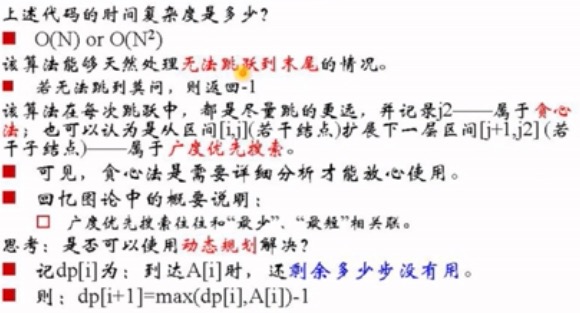 上述代码的时间复杂度是多少?
■ O(N) or O(N²)
该算法能够天然处理无法跳跃到末尾的情况。
■ 若无法跳到莫问，则返回-1
该算法在每次跳跃中，都是尽量跳的更远，并记录j2——属于贪心
法；也可以认为是从区间[i,j](若干结点)扩展下一层区间[j+1,j2](若
干子结点)——属于广度优先搜索。
■ 可见，贪心法是需要详细分析才能放心使用。
■ 回忆图论中的概要说明：
□ 广度优先搜索往往和“最少”、“最短”相关联。
思考：是否可以使用动态规划解决?
■ 记dp[i]为：到达A[i]时，还剩余多少步没有用。
■ 则：dp[i+1]=max(dp[i],A[i])-1